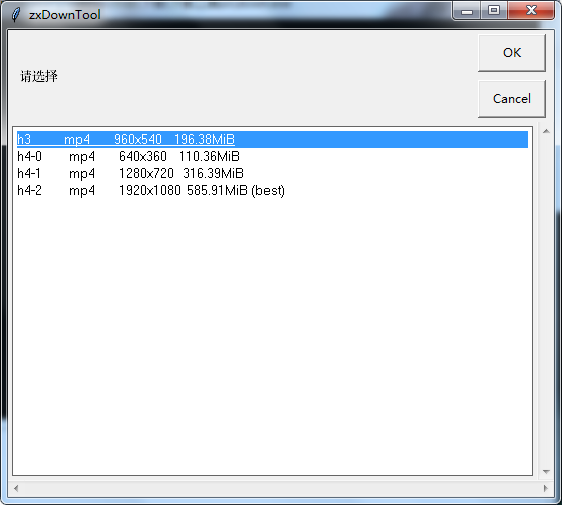 zxDownTool
OK
请选择
Cancel
h3 mp4 960x540 196.38MiB
h4-0 mp4 640x360 110.36MiB
h4-1 mp4 1280x720 316.39MiB
h4-2 mp4 1920x1080 585.91MiB (best)